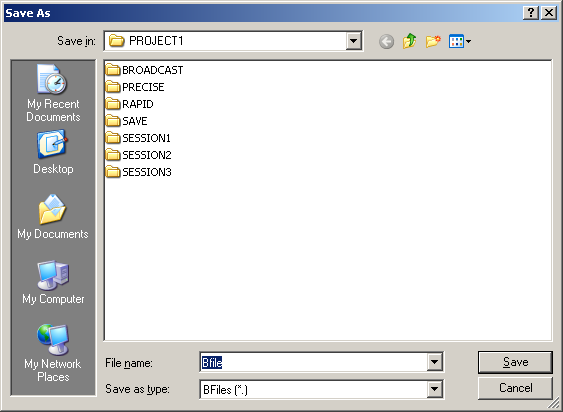 Save As
Save in: PROJECT1
My Recent
Documents
Desktop
My Documents
My Computer
My Network
Places
BROADCAST
PRECISE
RAPID
SAVE
SESSION1
SESSION2
SESSION3
File name: Bfile Save
Save as type: BFiles (*.) Cancel